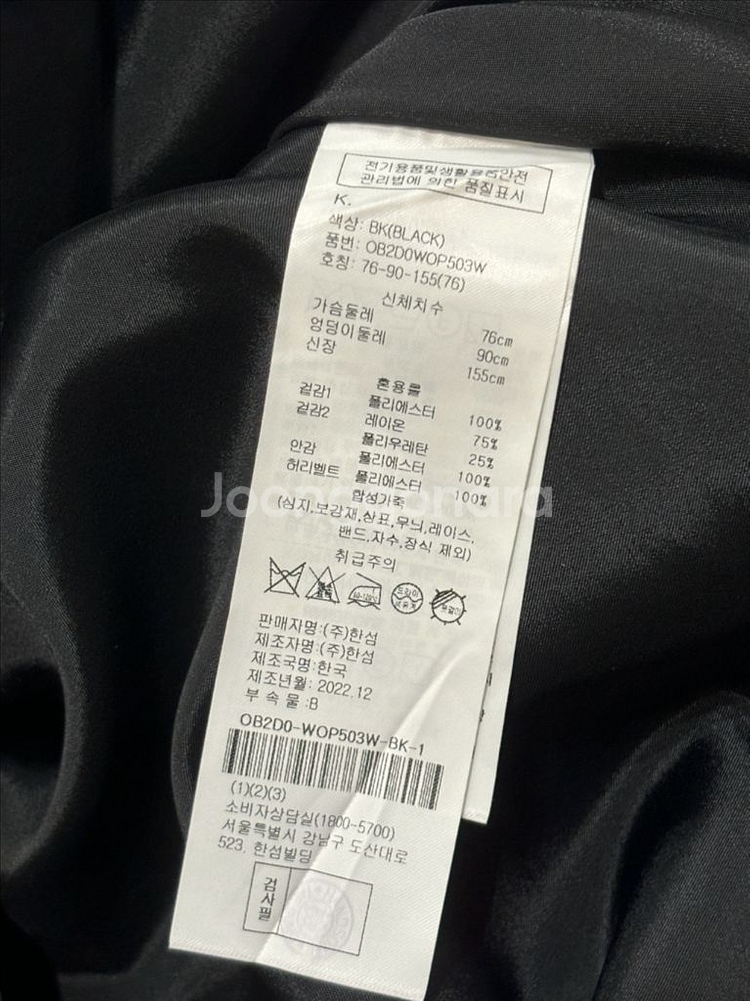 전기용품및생활용품안전
관리법에 의한 품질표시
K.
색상: BK(BLACK)
품번: OB2D0WOP503W
호칭: 76-90-155(76)
신체치수
가슴둘레 76cm
엉덩이둘레 90cm
신장 155cm
혼용률
겉감1 폴리에스터 100%
겉감2 레이온 75%
폴리우레탄 25%
안감 폴리에스터 100%
허리벨트 폴리에스터 100%
합성가죽
(심지,보강재,상표,무늬,레이스,
밴드,자수,장식 제외)
취급주의
판매자명:(주)한섬
제조자명:(주)한섬
제조국명:한국
제조년월: 2022.12
부 속 물 :B
OB2D0-WOP503W-BK-1
(1)(2)(3)
소비자상담실(1800-5700)
서울특별시 강남구 도산대로
523. 한섬빌딩
검사필